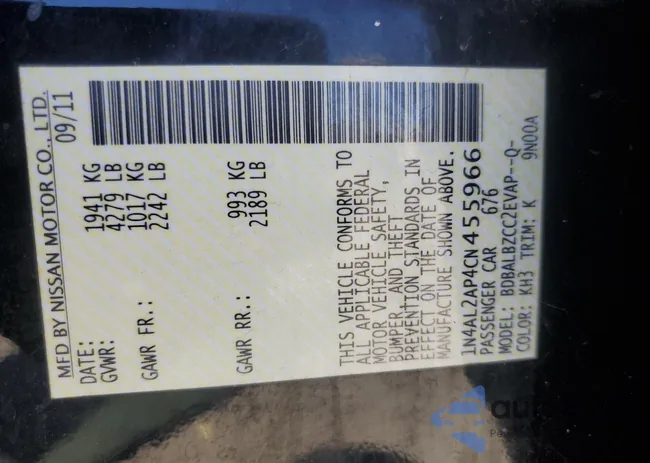 MFD BY NISSAN MOTOR CO., LTD.
DATE: 09/11
GVWR: 1941 KG
4279 LB
GAWR FR.: 1017 KG
2242 LB
GAWR RR.: 993 KG
2189 LB
THIS VEHICLE CONFORMS TO
ALL APPLICABLE FEDERAL
MOTOR VEHICLE SAFETY,
BUMPER, AND THEFT
PREVENTION STANDARDS IN
EFFECT ON THE DATE OF
MANUFACTURE SHOWN ABOVE.
1N4AL2AP4CN455966
PASSENGER CAR 676
MODEL: BDBALBZCC2EVAP--Q-
COLOR: KH3 TRIM: K 9N00A